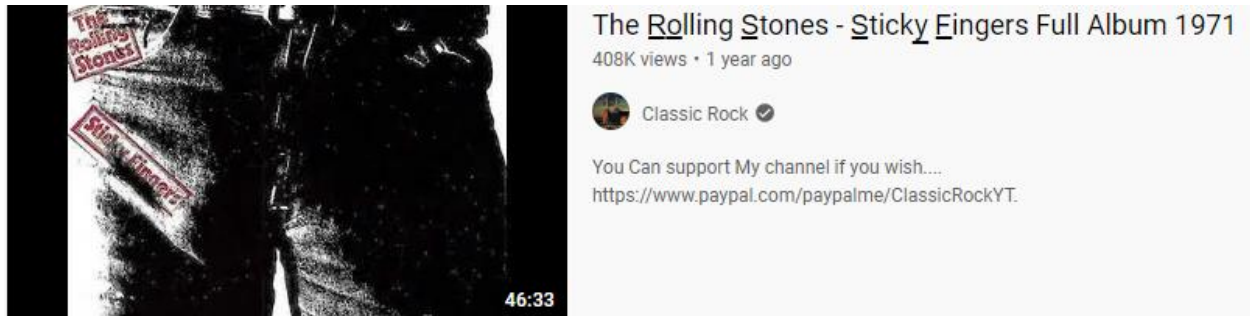 The
Rolling
Stones
Sticky Fingers
46:33
The Rolling Stones - Sticky Fingers Full Album 1971
408K views • 1 year ago
Classic Rock
You Can support My channel if you wish....
https://www.paypal.com/paypalme/ClassicRockYT.